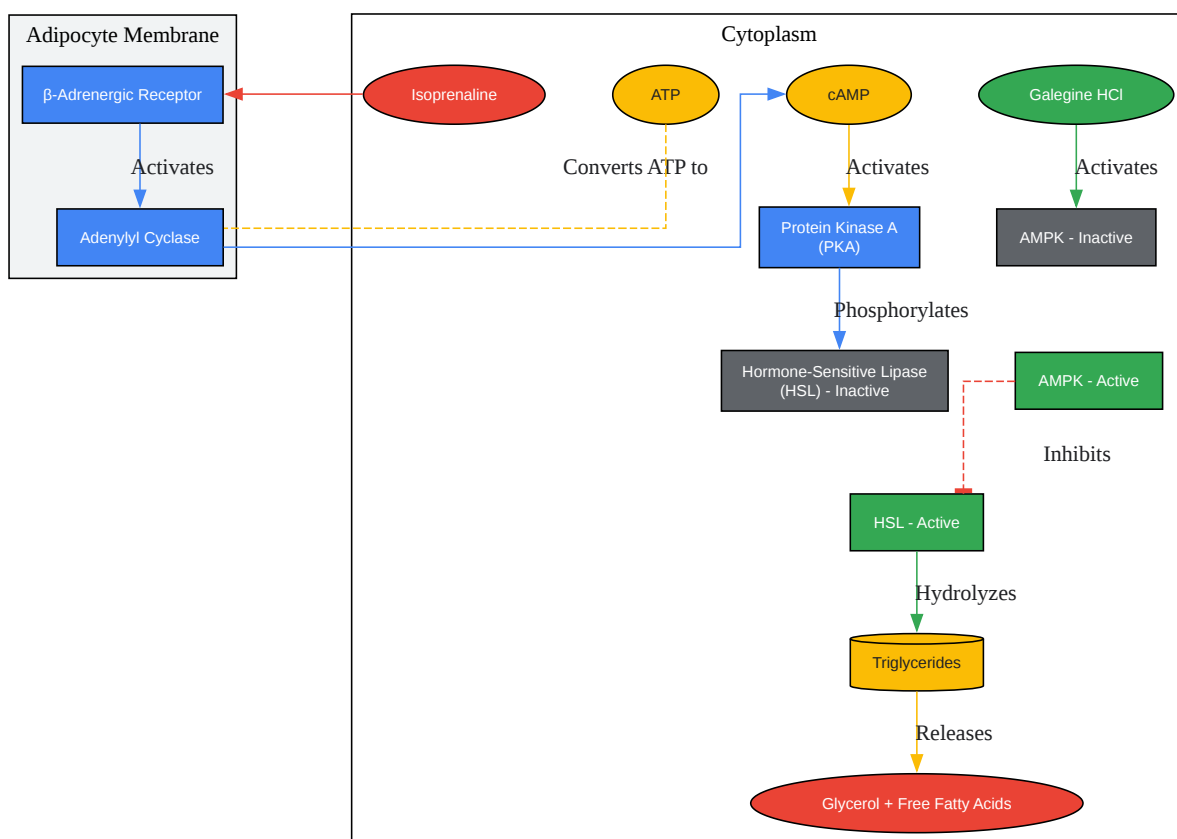 Adipocyte Membrane
Cytoplasm
β-Adrenergic Receptor
Isoprenaline
ATP
cAMP
Galegine HCl
Activates
Converts ATP to
Activates
Activates
Adenylyl Cyclase
Protein Kinase A
(PKA)
AMPK - Inactive
Phosphorylates
Hormone-Sensitive Lipase
(HSL) - Inactive
AMPK - Active
Inhibits
HSL - Active
Hydrolyzes
Triglycerides
Releases
Glycerol + Free Fatty Acids